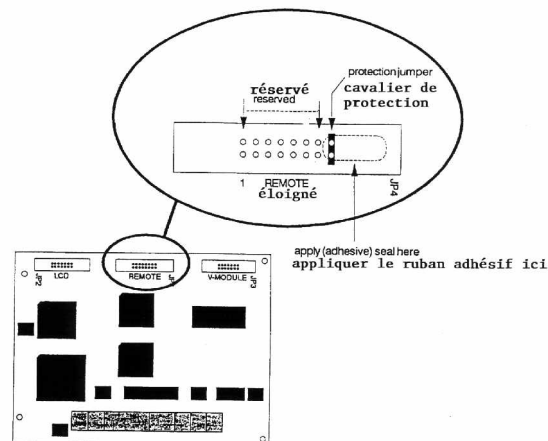 protection jumper
cavalier de
protection
réservé
reserved
1 REMOTE JP4
éloigné
apply (adhesive) seal here
appliquer le ruban adhésif ici
JP2 LCD
REMOTE
V-MODULE JP3